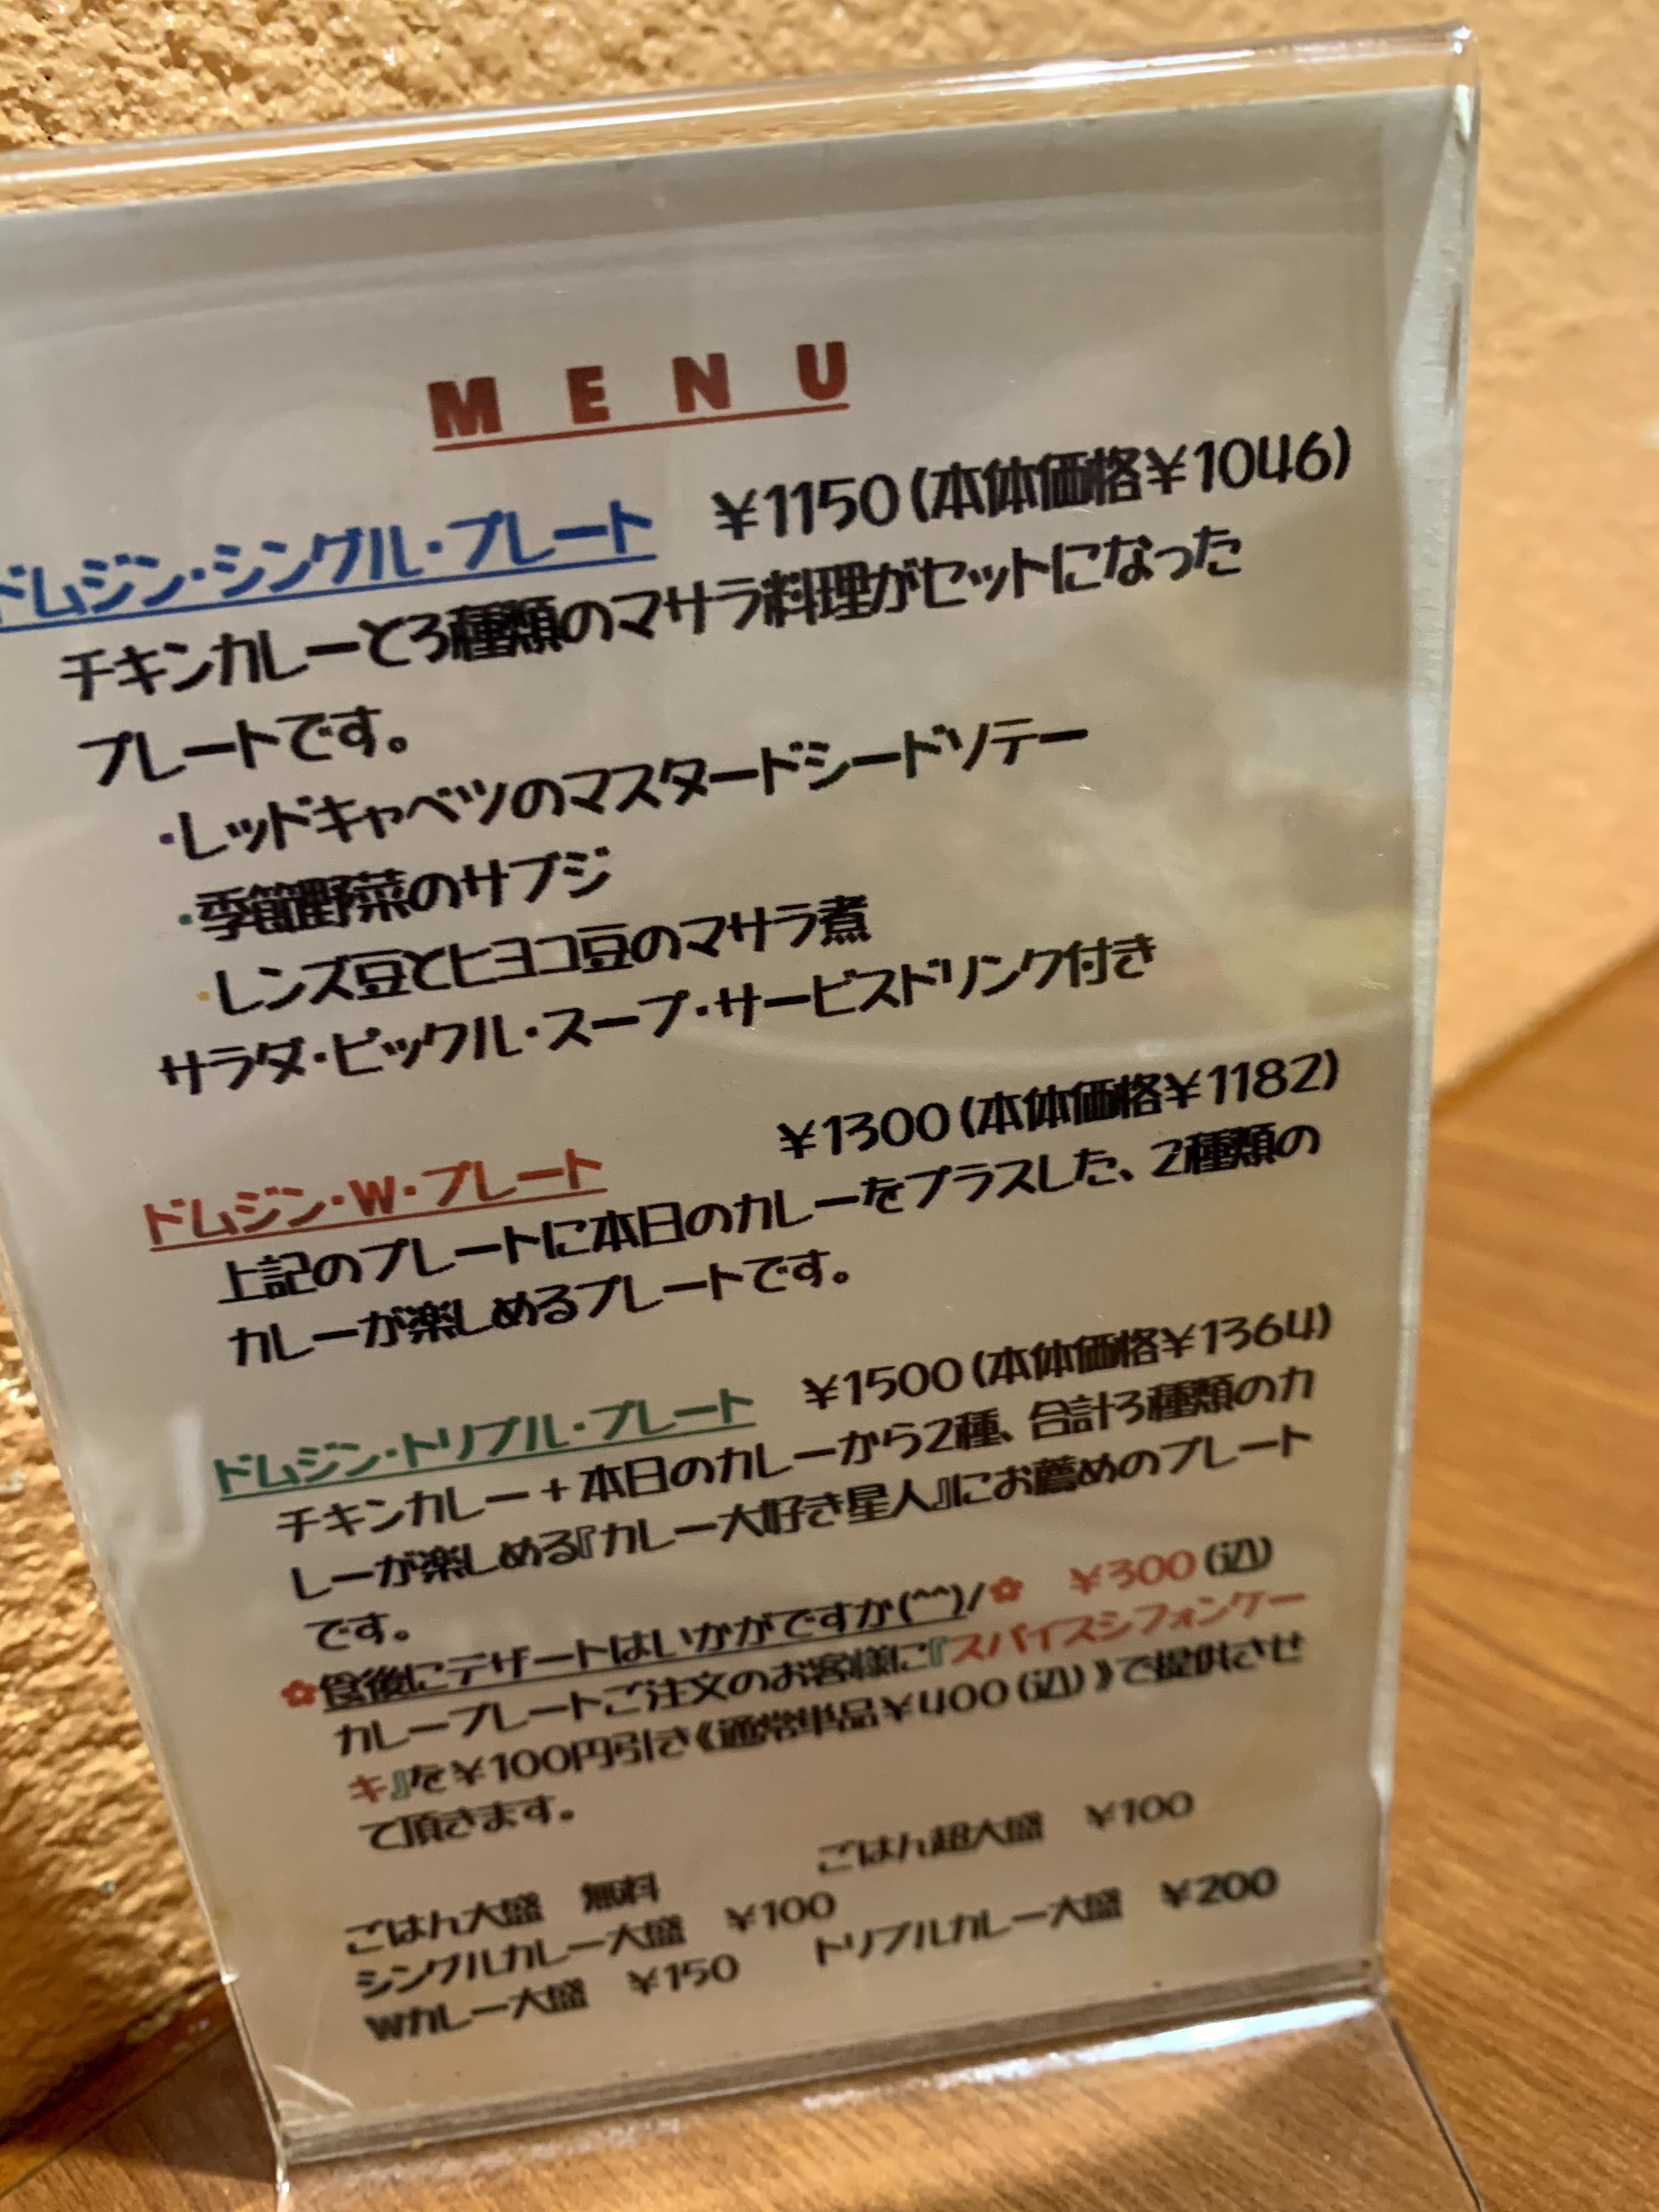 MENU
ドムジン・シングル・プレート ¥1150(本体価格¥1046)
チキンカレーと3種類のマサラ料理がセットになった
プレートです。
・レッドキャベツのマスタードシードソテー
・季節野菜のサブジ
・レンズ豆とヒヨコ豆のマサラ煮
サラダ・ピックル・スープ・サービスドリンク付き
ドムジン・W・プレート ¥1300(本体価格¥1182)
上記のプレートに本日のカレーをプラスした、2種類の
カレーが楽しめるプレートです。
ドムジン・トリプル・プレート ¥1500(本体価格¥1364)
チキンカレー+本日のカレーから2種、合計3種類のカ
レーが楽しめる『カレー大好き星人』にお薦めのプレート
です。
✿食後にデザートはいかがですか(^^)/✿ ¥300(込)
カレープレートご注文のお客様に『スパイスシフォンケー
キ』を¥100円引き《通常単品¥400(込)》で提供させ
て頂きます。
ごはん大盛 無料 ごはん超大盛 ¥100
シングルカレー大盛 ¥100
Wカレー大盛 ¥150 トリプルカレー大盛 ¥200